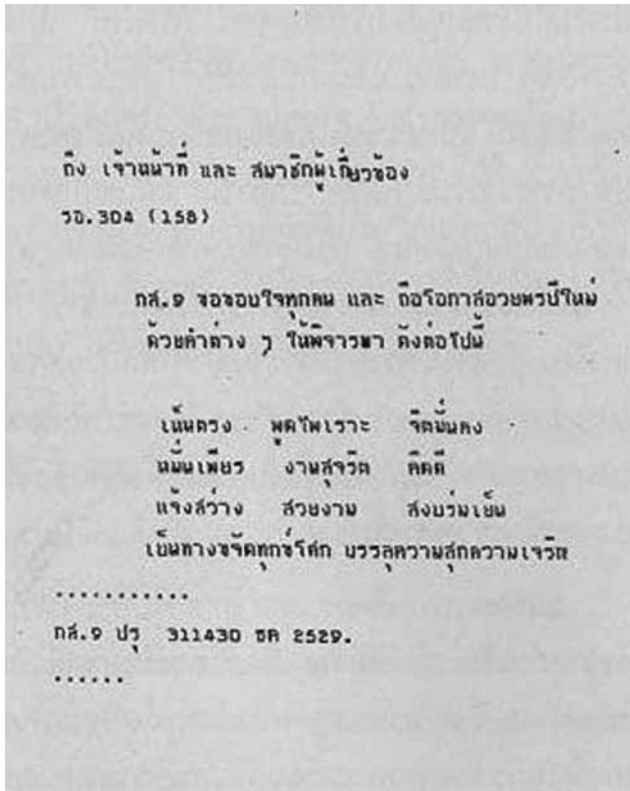 ถึง เจ้าหน้าที่ และ สมาชิกผู้เกี่ยวข้อง
รอ.304 (158)
กส.9 ขอขอบใจทุกคน และ ถือโอกาสอวยพรปีใหม่
ด้วยคำต่าง ๆ ให้พิจารณา ดังต่อไปนี้
เห็นตรง พูดไพเราะ จิตมั่นคง
หมั่นเพียร งานสุจริต คิดดี
แจ้งสว่าง สวยงาม สงบร่มเย็น
เป็นทางขจัดทุกข์โศก บรรลุความสุขความเจริญ
...........
กส.9 ปรุ 311430 ธค 2529.
......